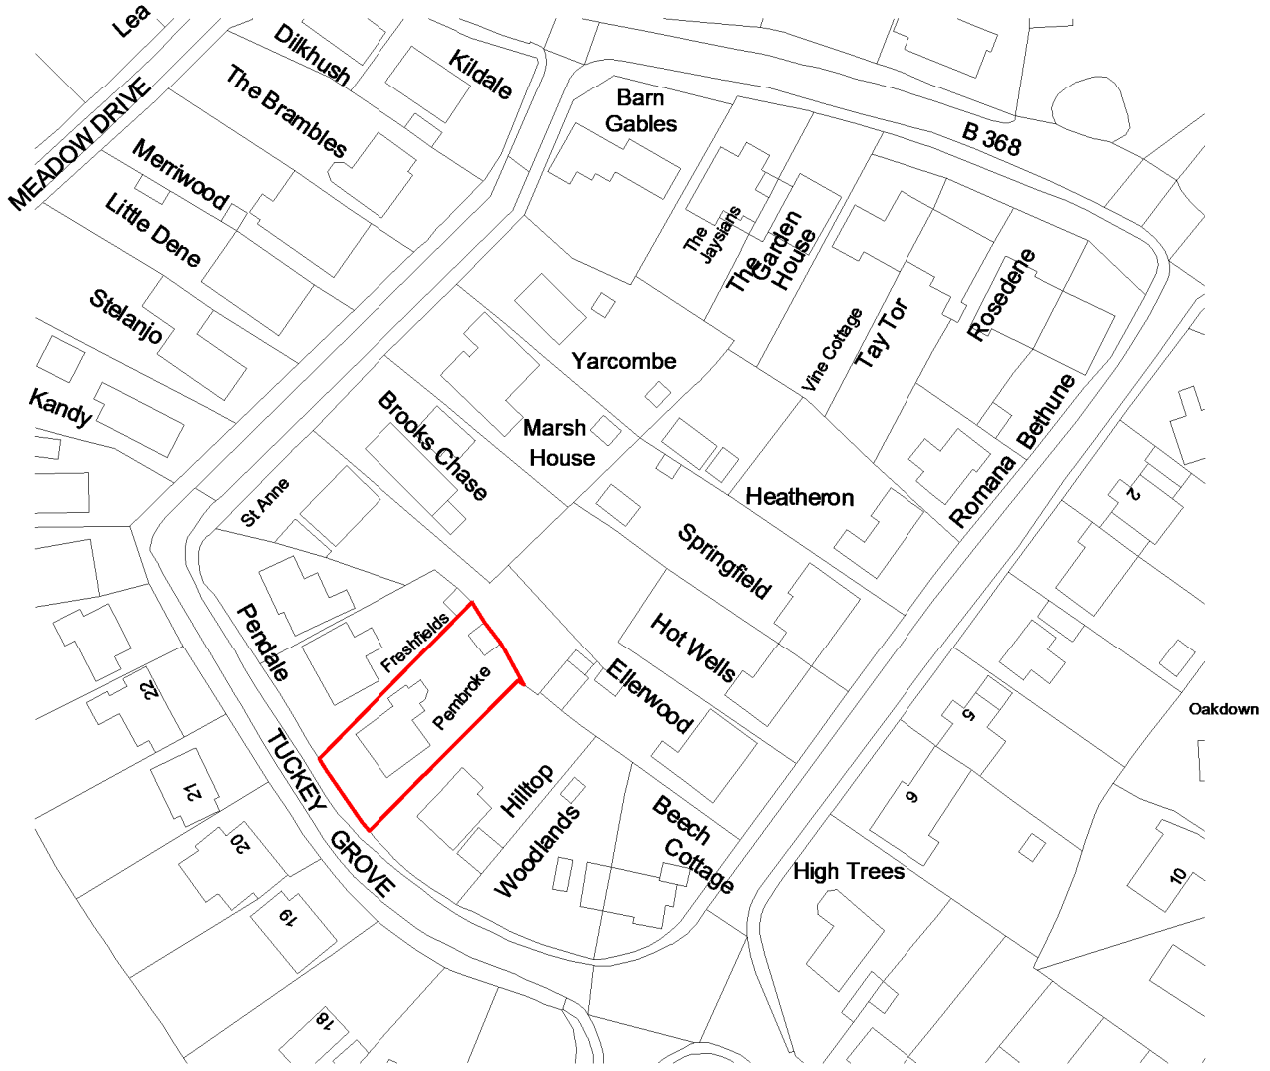 Lea
Dilkhush
Kildale
The Brambles
MEADOW DRIVE
Merriwood
Little Dene
Stelanjo
Kandy
Barn
Gables
B 368
The
Jaysians
The
Garden
House
Vine Cottage
Tay Tor
Rosedene
Yarcombe
Marsh
House
Brooks Chase
St Anne
Heatheron
Romana
Bethune
2
Springfield
Hot Wells
Ellerwood
Pendale
Freshfields
Pembroke
22
21
20
19
18
TUCKEY GROVE
Hilltop
Woodlands
Beech
Cottage
High Trees
5
6
10
Oakdown